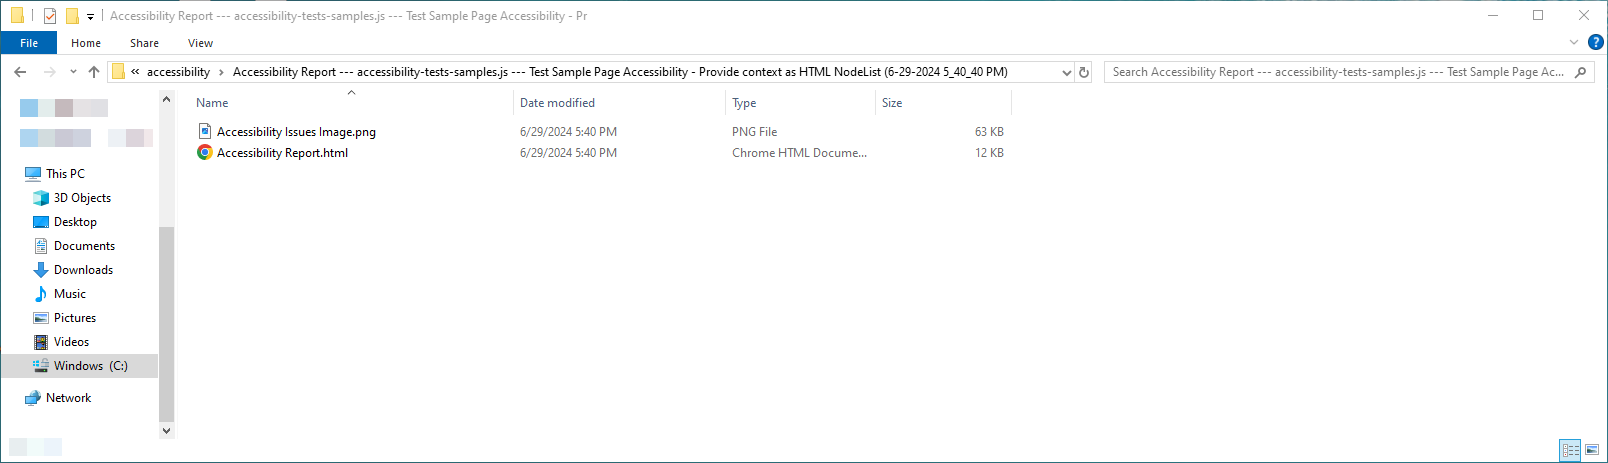 Accessibility Report --- accessibility-tests-samples.js --- Test Sample Page Accessibility - Pr
File Home Share View
accessibility Accessibility Report --- accessibility-tests-samples.js --- Test Sample Page Accessibility - Provide context as HTML NodeList (6-29-2024 5_40_40 PM) Search Accessibility Report --- accessibility-tests-samples.js --- Test Sample Page Ac...
Name Date modified Type Size
Accessibility Issues Image.png 6/29/2024 5:40 PM PNG File 63 KB
Accessibility Report.html 6/29/2024 5:40 PM Chrome HTML Docume... 12 KB
This PC
3D Objects
Desktop
Documents
Downloads
Music
Pictures
Videos
Windows (C:)
Network